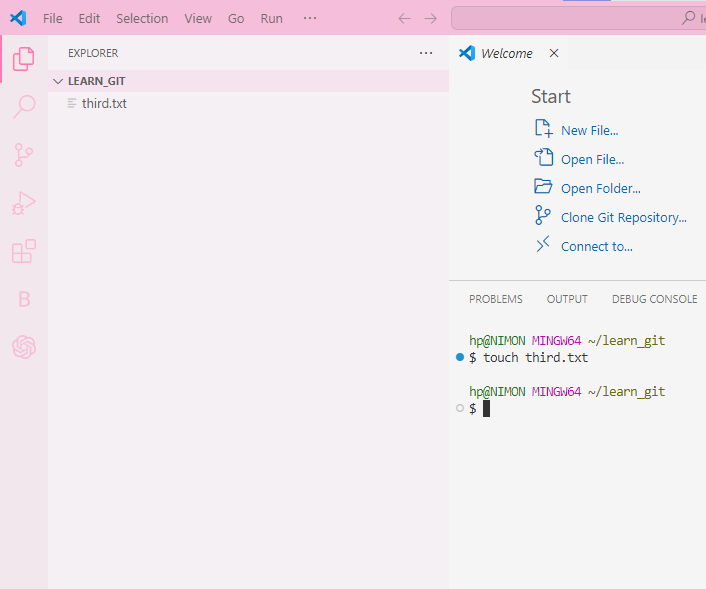 File Edit Selection View Go Run ···
EXPLORER ···
LEARN_GIT
third.txt
B
Welcome
Start
New File...
Open File...
Open Folder...
Clone Git Repository...
Connect to...
PROBLEMS OUTPUT DEBUG CONSOLE
hp@NIMON MINGW64 ~/learn_git
$ touch third.txt
hp@NIMON MINGW64 ~/learn_git
$